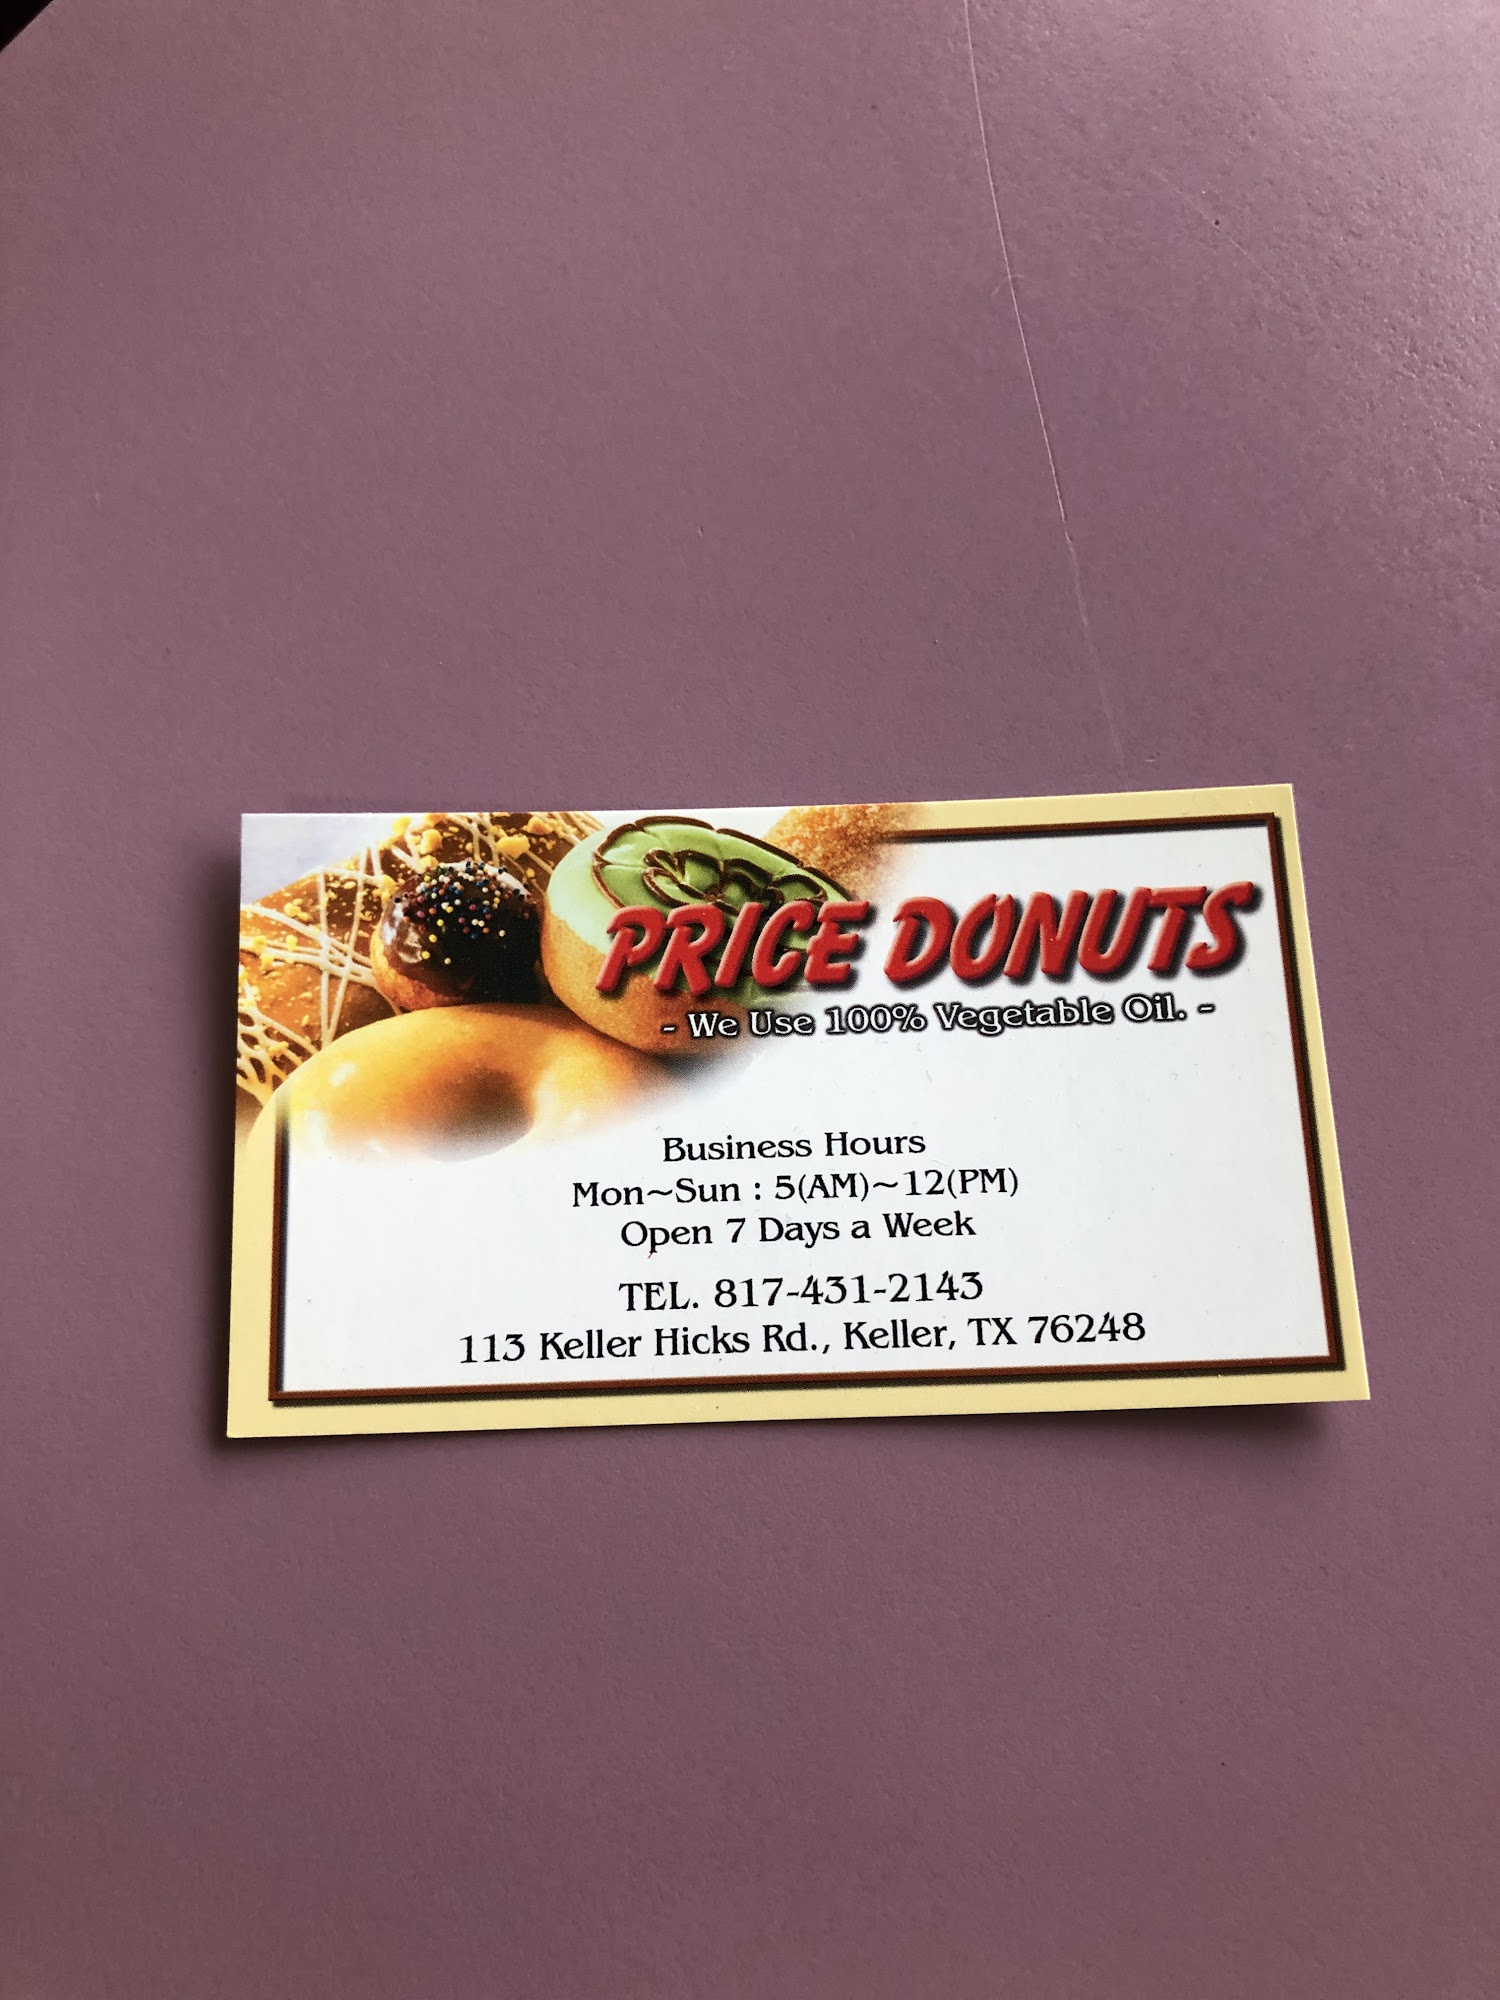 PRICE DONUTS
- We Use 100% Vegetable Oil. -
Business Hours
Mon~Sun : 5(AM)~12(PM)
Open 7 Days a Week
TEL. 817-431-2143
113 Keller Hicks Rd., Keller, TX 76248